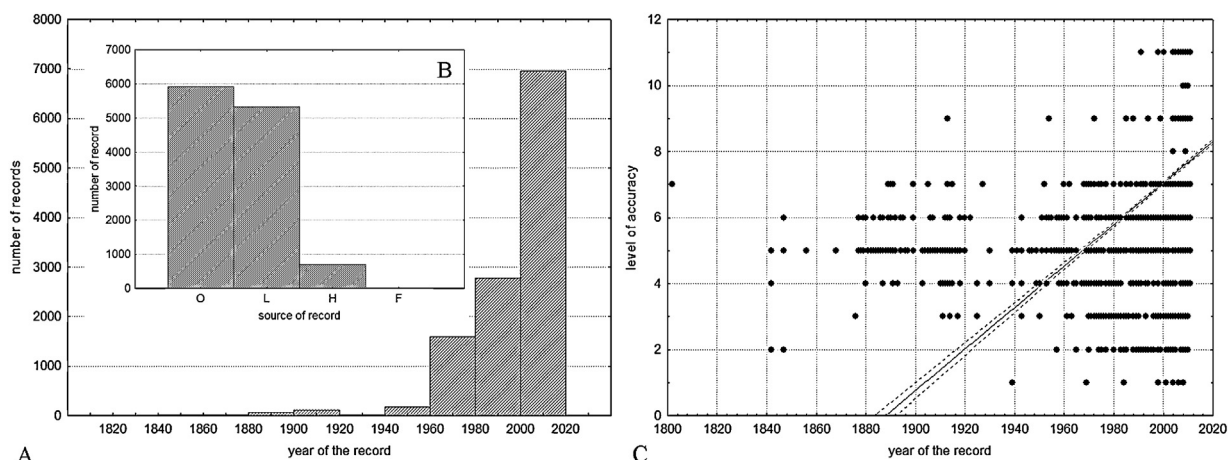 8000
7000
6000
5000
4000
3000
2000
1000
0
number of records
1820 1840 1860 1880 1900 1920 1940 1960 1980 2000 2020
year of the record
A
7000
6000
5000
4000
3000
2000
1000
0
number of record
O L H F
source of record
B
12
10
8
6
4
2
0
level of accuracy
1800 1820 1840 1860 1880 1900 1920 1940 1960 1980 2000 2020
year of the record
C